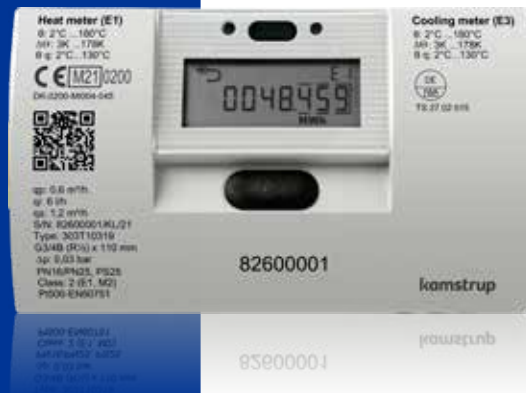 Heat meter (E1)
θ: 2°C ...180°C
ΔΘ: 3K ...178K
θ q: 2°C...130°C
CE M21 0200
DK-0200-MI004-045
qp: 0,6 m³/h
qi: 6 l/h
qs: 1,2 m³/h
S/N: 82600001/KL/21
Type: 303T10319
G3/4B (R½) x 110 mm
Δp: 0,03 bar
PN16/PN25, PS25
Class: 2 (E1, M2)
Pt500-EN60751
E1
0048.459
MWh
82600001
Cooling meter (E3)
θ: 2°C ...180°C
ΔΘ: 3K ...178K
θ q: 2°C...130°C
DK
TS 27.02 015
kamstrup